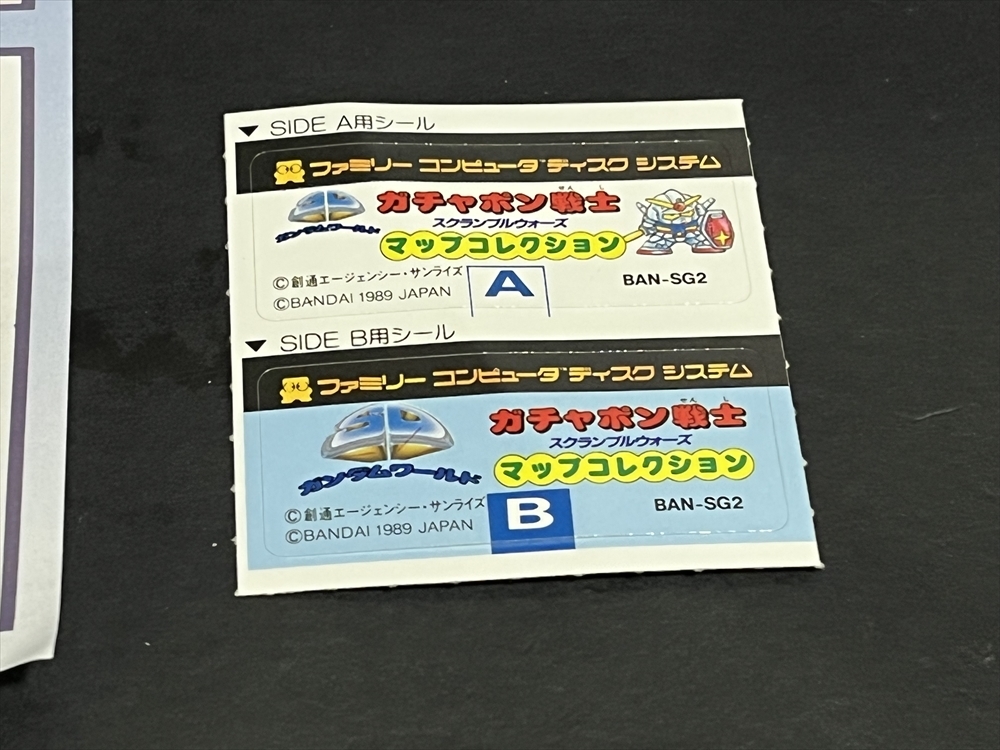 ▼ SIDE A用シール
ファミリー コンピュータ ディスク システム
SD
ガンダムワールド
ガチャポン戦士
せんし
スクランブルウォーズ
マップコレクション
©創通エージェンシー・サンライズ
©BANDAI 1989 JAPAN
A
BAN-SG2
▼ SIDE B用シール
ファミリー コンピュータ ディスク システム
SD
ガンダムワールド
ガチャポン戦士
せんし
スクランブルウォーズ
マップコレクション
©創通エージェンシー・サンライズ
©BANDAI 1989 JAPAN
B
BAN-SG2